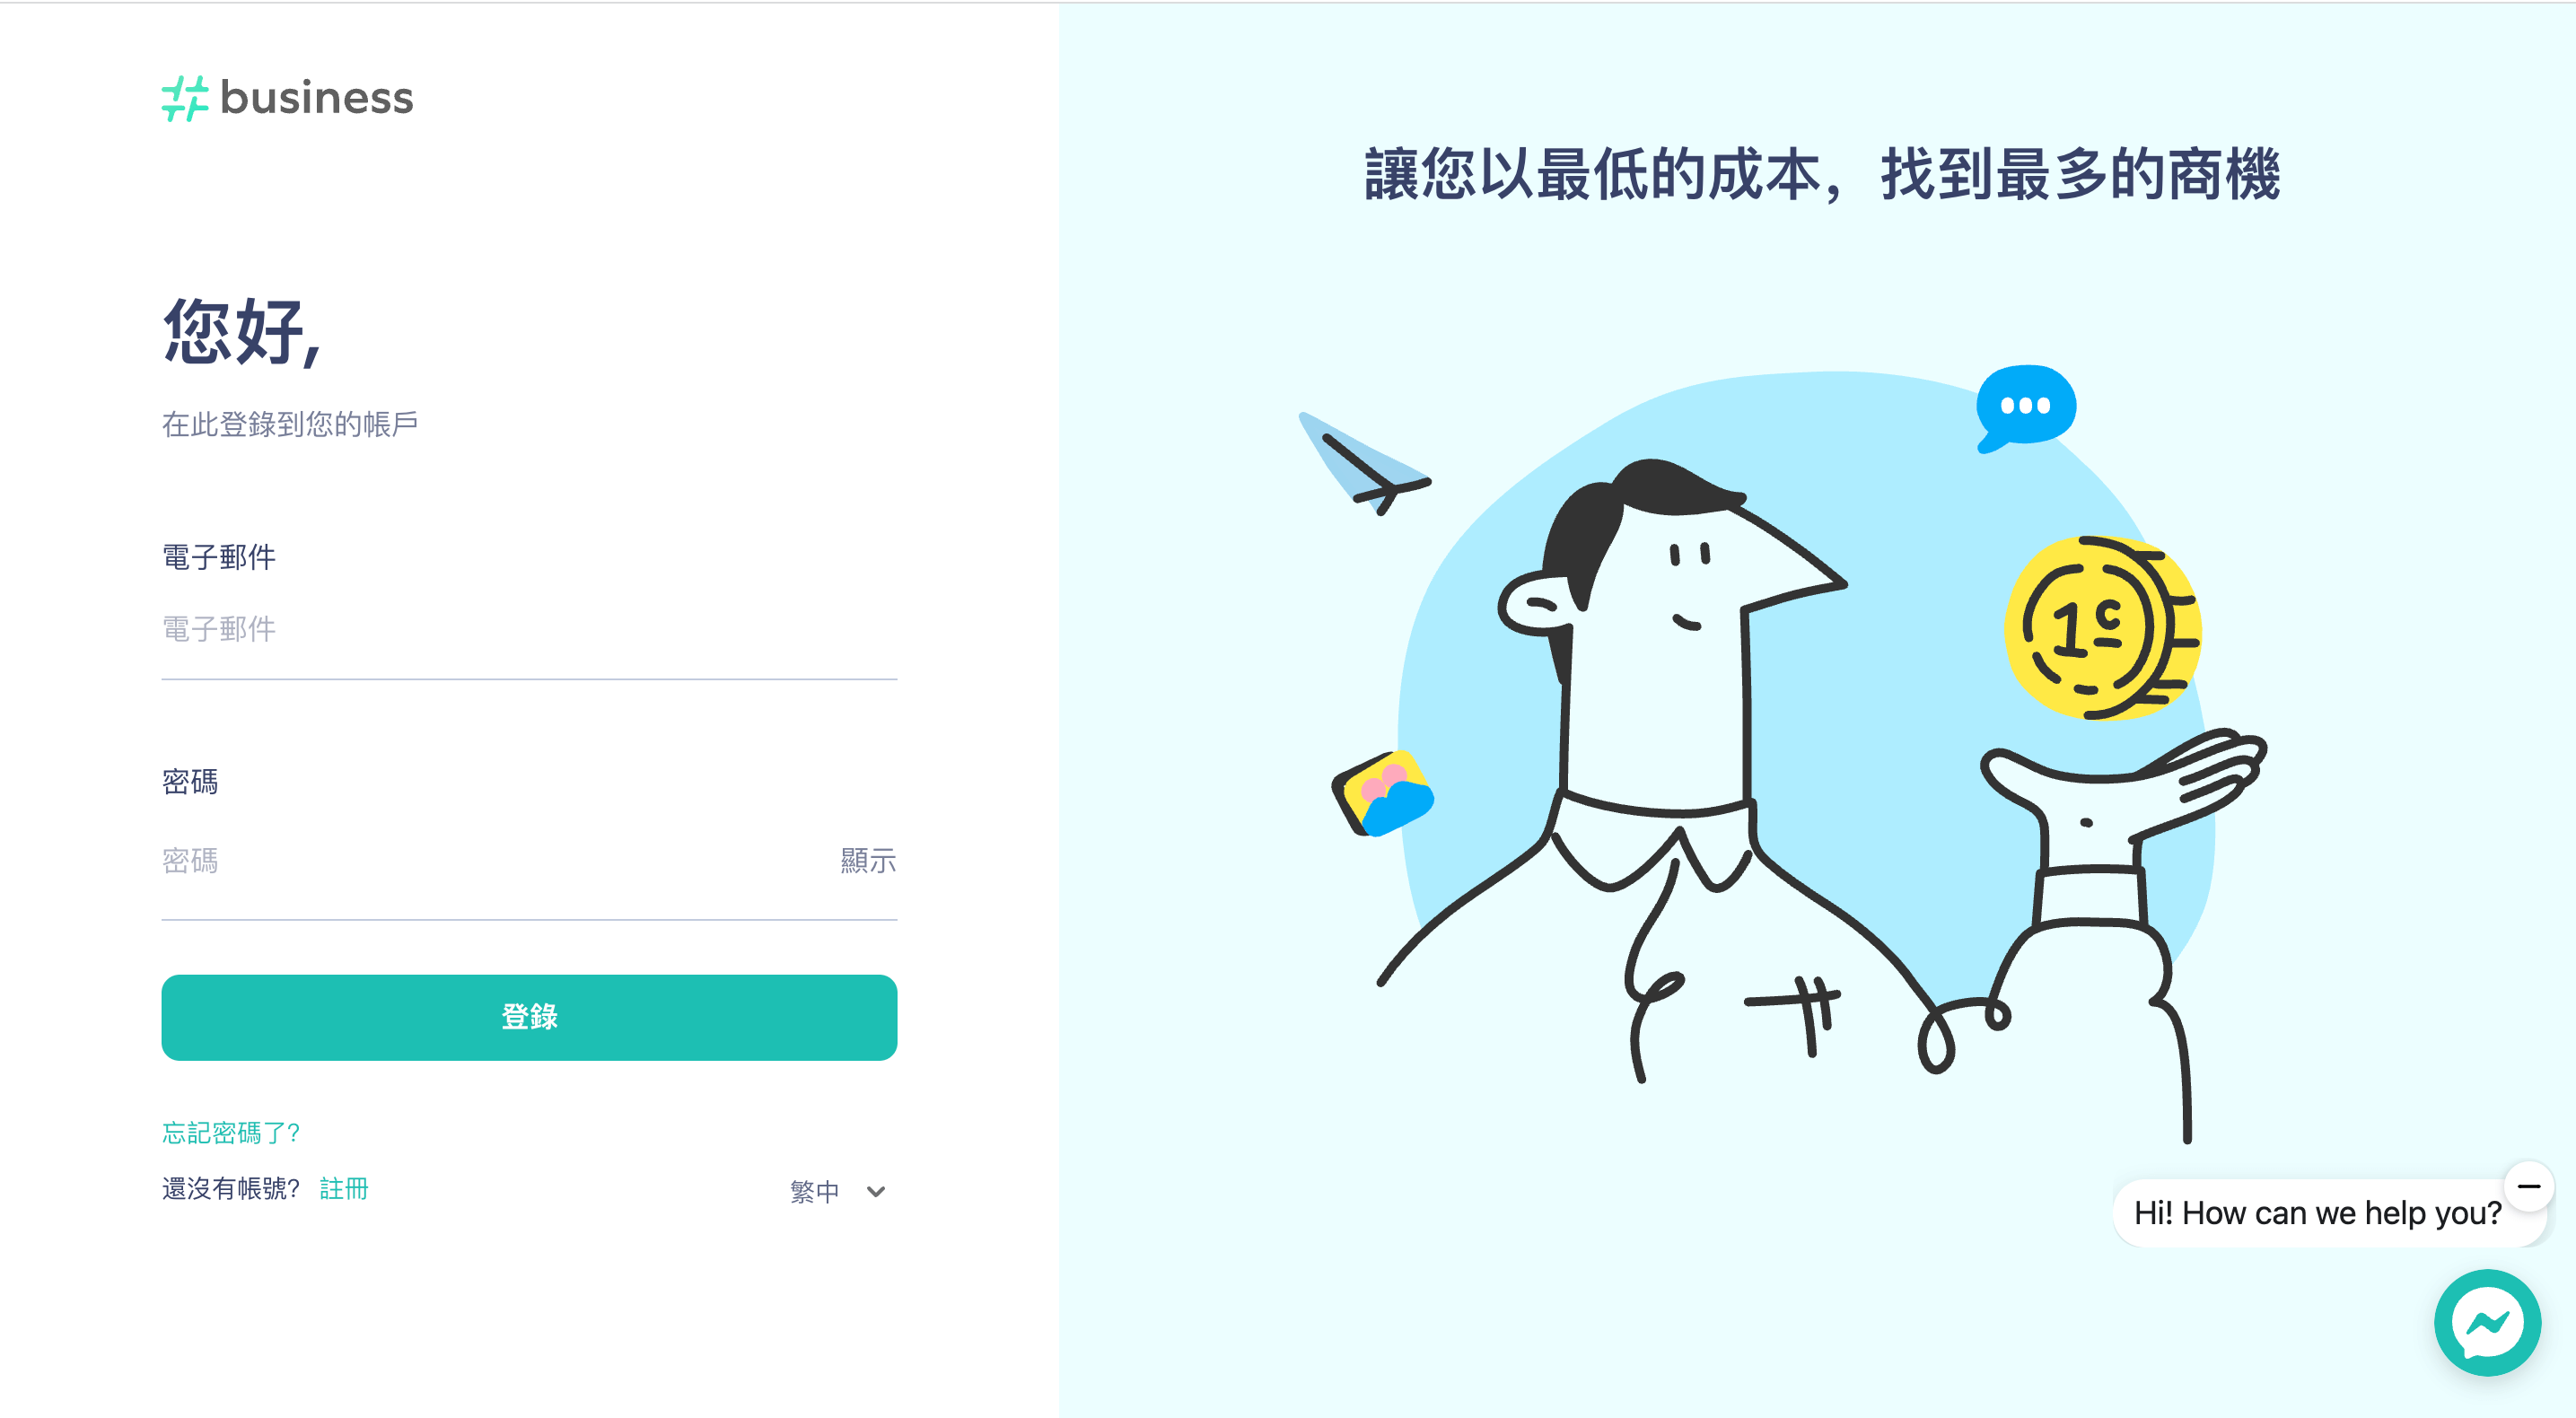 #business
您好,
在此登錄到您的帳戶
電子郵件
電子郵件
密碼
密碼
顯示
登錄
忘記密碼了?
還沒有帳號? 註冊
繁中
讓您以最低的成本，找到最多的商機
1c
Hi! How can we help you?